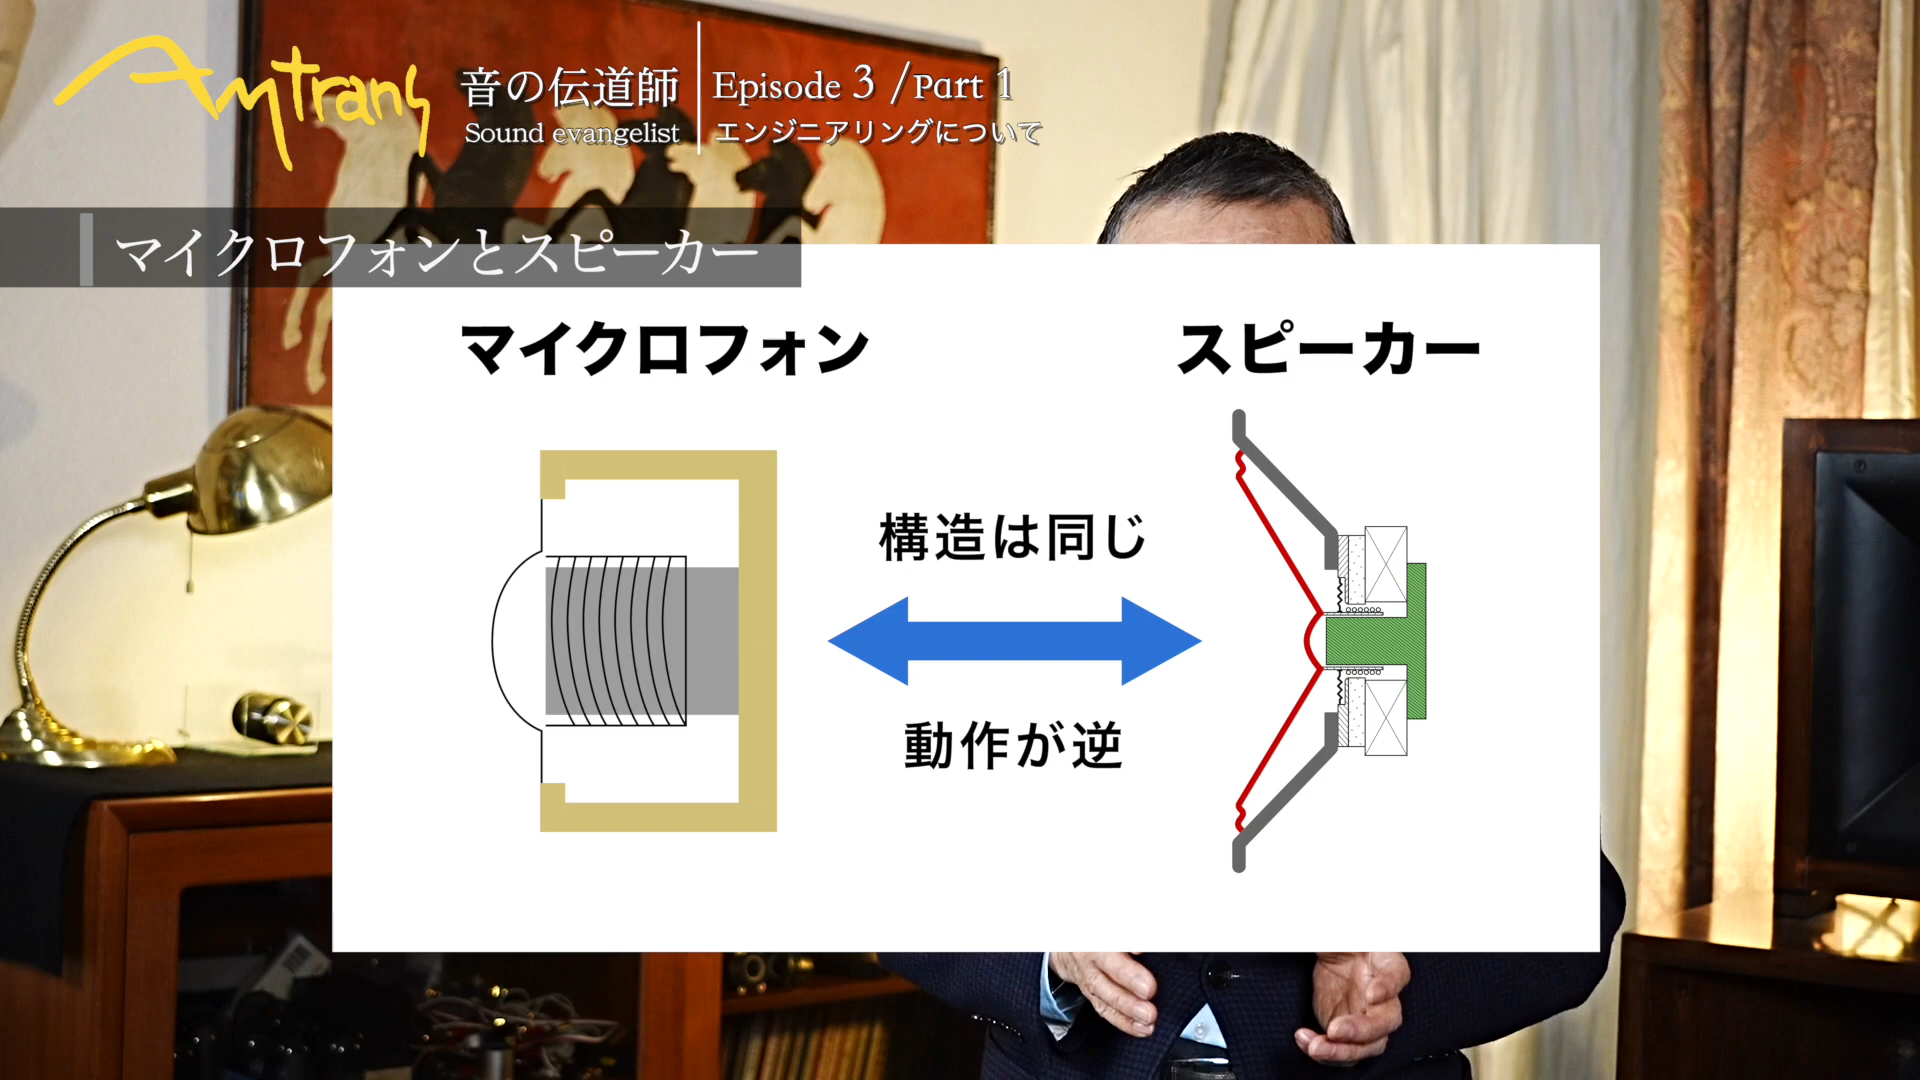 Amtrans
音の伝道師
Sound evangelist
Episode 3 /Part 1
エンジニアリングについて
マイクロフォンとスピーカー
マイクロフォン
スピーカー
構造は同じ
動作が逆